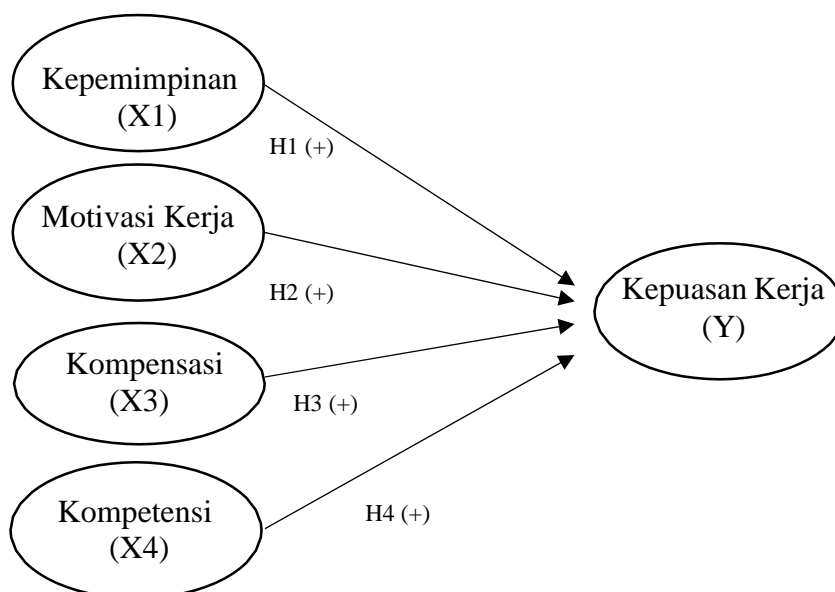 Kepemimpinan
(X1)
H1 (+)
Motivasi Kerja
(X2)
H2 (+)
Kepuasan Kerja
(Y)
Kompensasi
(X3)
H3 (+)
Kompetensi
(X4)
H4 (+)